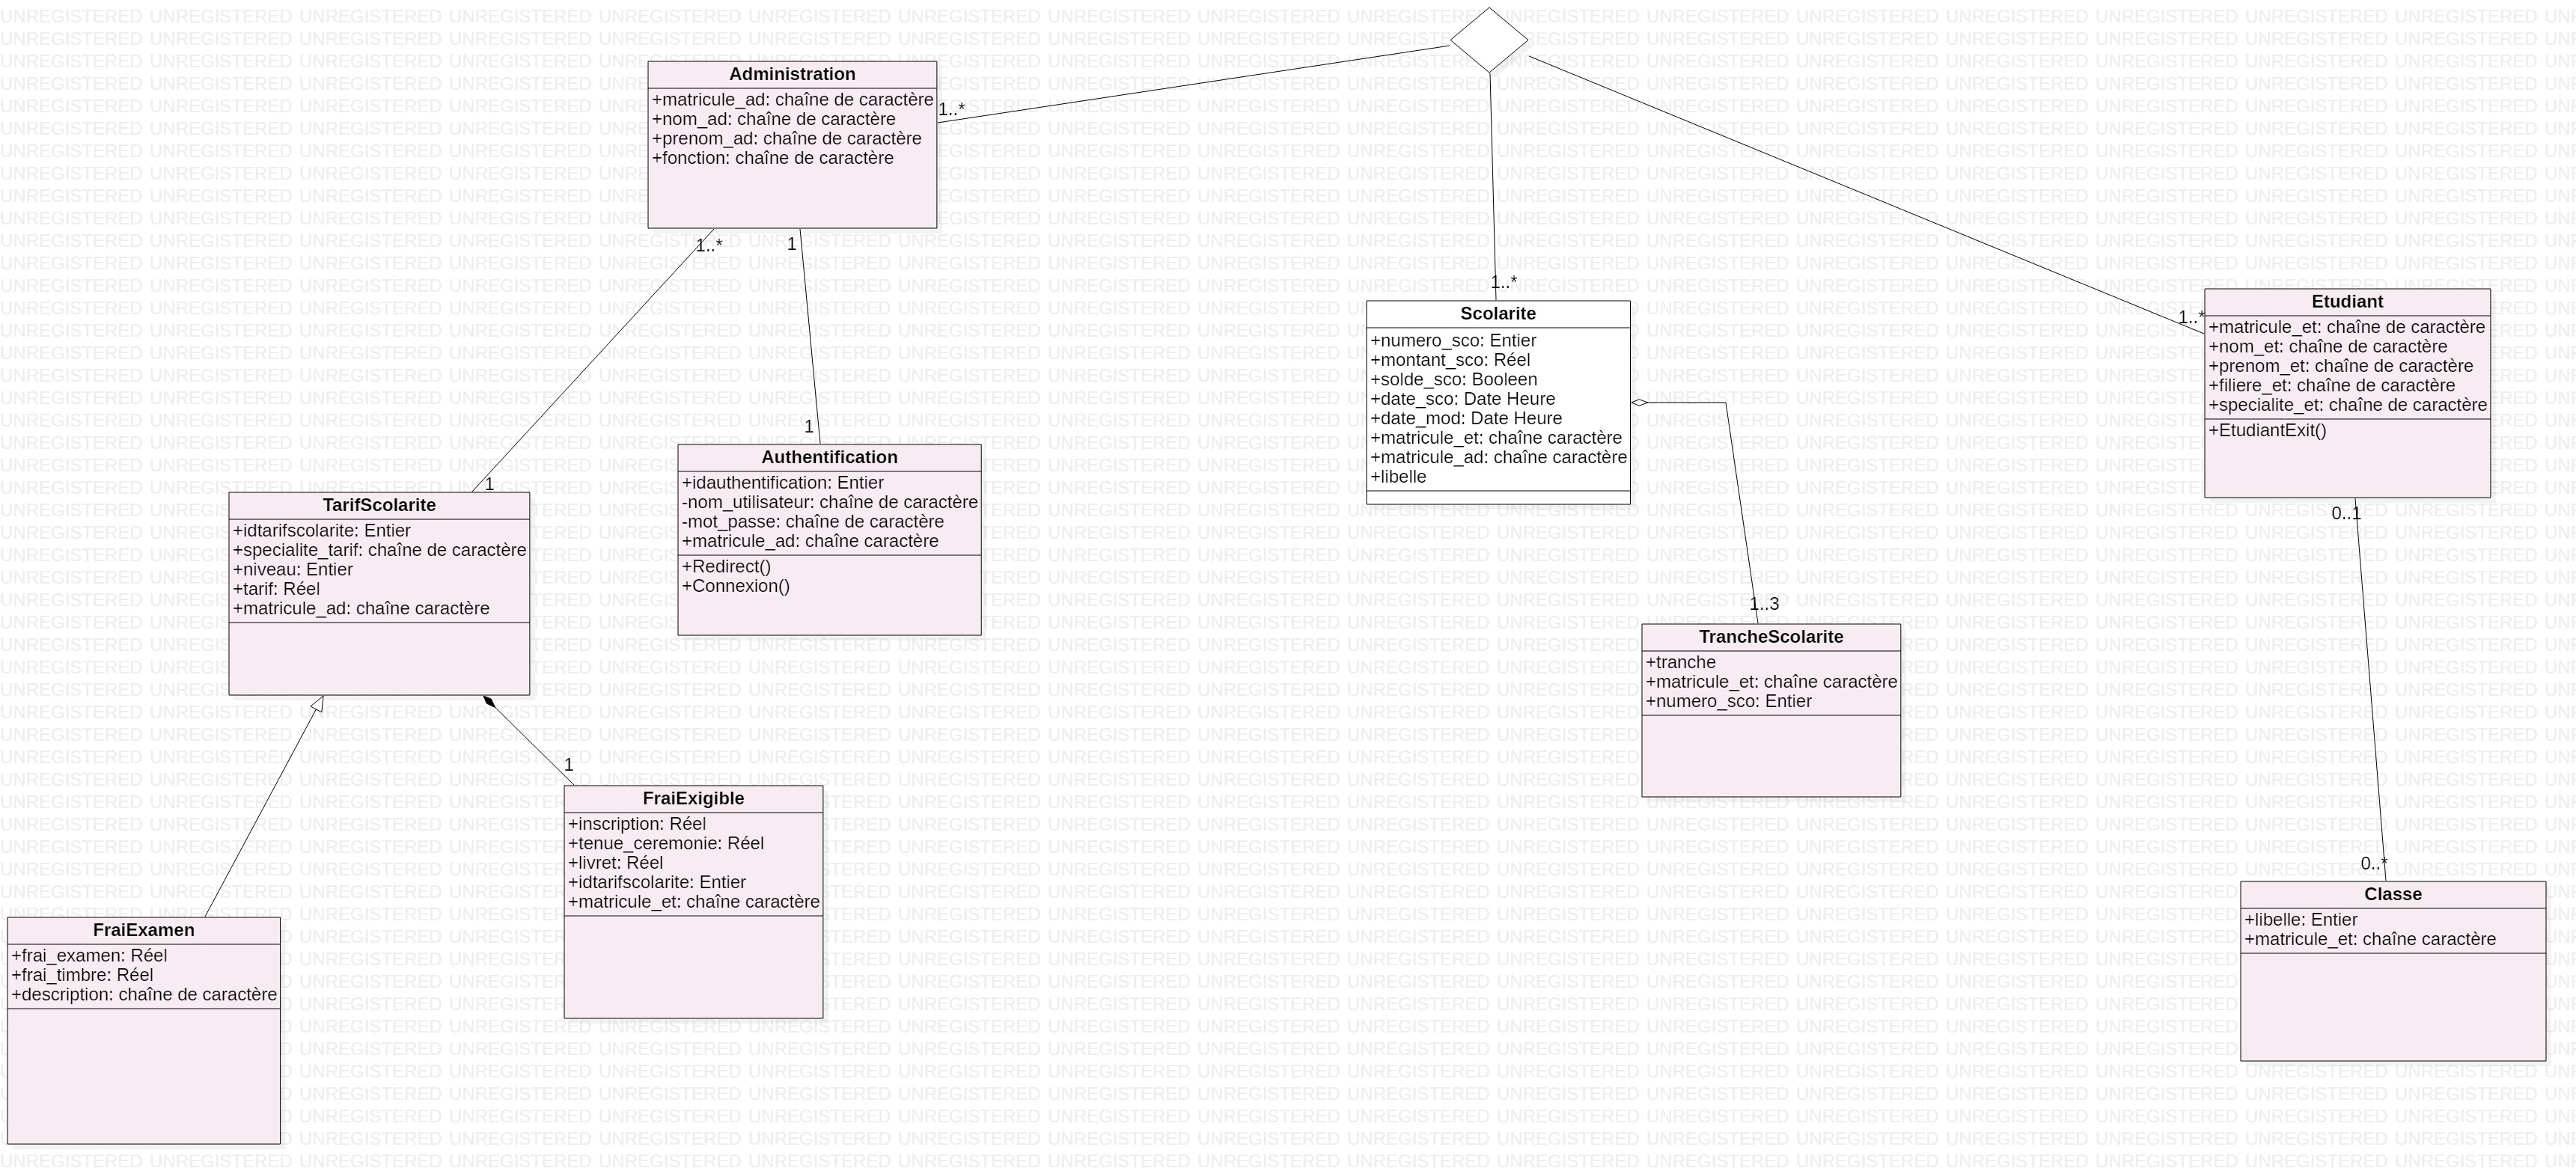 Administration
+matricule_ad: chaîne de caractère
+nom_ad: chaîne de caractère
+prenom_ad: chaîne de caractère
+fonction: chaîne de caractère
1..*
1..*
1
1..*
Scolarite
+numero_sco: Entier
+montant_sco: Réel
+solde_sco: Booleen
+date_sco: Date Heure
+date_mod: Date Heure
+matricule_et: chaîne caractère
+matricule_ad: chaîne caractère
+libelle
1..*
Etudiant
+matricule_et: chaîne de caractère
+nom_et: chaîne de caractère
+prenom_et: chaîne de caractère
+filiere_et: chaîne de caractère
+specialite_et: chaîne de caractère
+EtudiantExit()
0..1
1
Authentification
+idauthentification: Entier
-nom_utilisateur: chaîne de caractère
-mot_passe: chaîne de caractère
+matricule_ad: chaîne caractère
+Redirect()
+Connexion()
1
TarifScolarite
+idtarifscolarite: Entier
+specialite_tarif: chaîne de caractère
+niveau: Entier
+tarif: Réel
+matricule_ad: chaîne caractère
1..3
TrancheScolarite
+tranche
+matricule_et: chaîne caractère
+numero_sco: Entier
1
FraiExigible
+inscription: Réel
+tenue_ceremonie: Réel
+livret: Réel
+idtarifscolarite: Entier
+matricule_et: chaîne caractère
0..*
Classe
+libelle: Entier
+matricule_et: chaîne caractère
FraiExamen
+frai_examen: Réel
+frai_timbre: Réel
+description: chaîne de caractère
UNREGISTERED